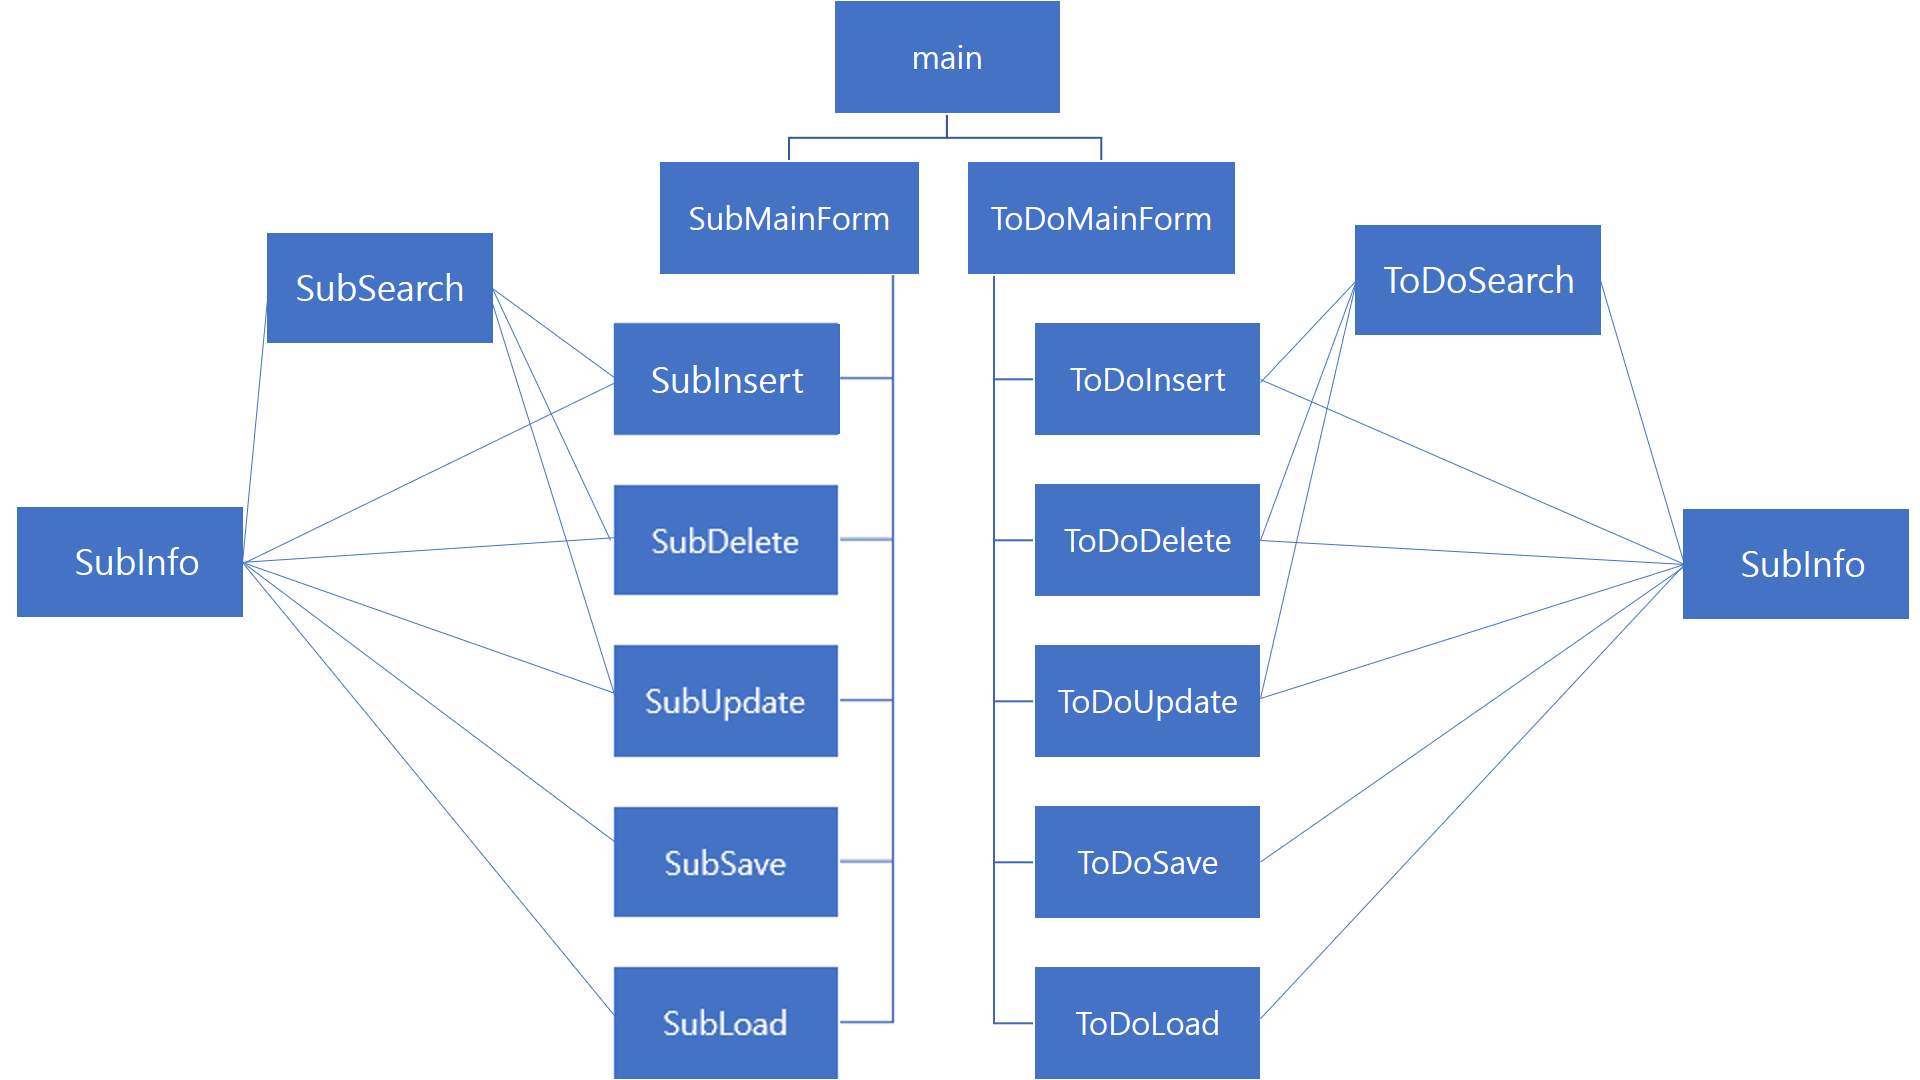 main
SubMainForm
ToDoMainForm
SubSearch
ToDoSearch
SubInsert
ToDoInsert
SubInfo
SubDelete
ToDoDelete
SubInfo
SubUpdate
ToDoUpdate
SubSave
ToDoSave
SubLoad
ToDoLoad